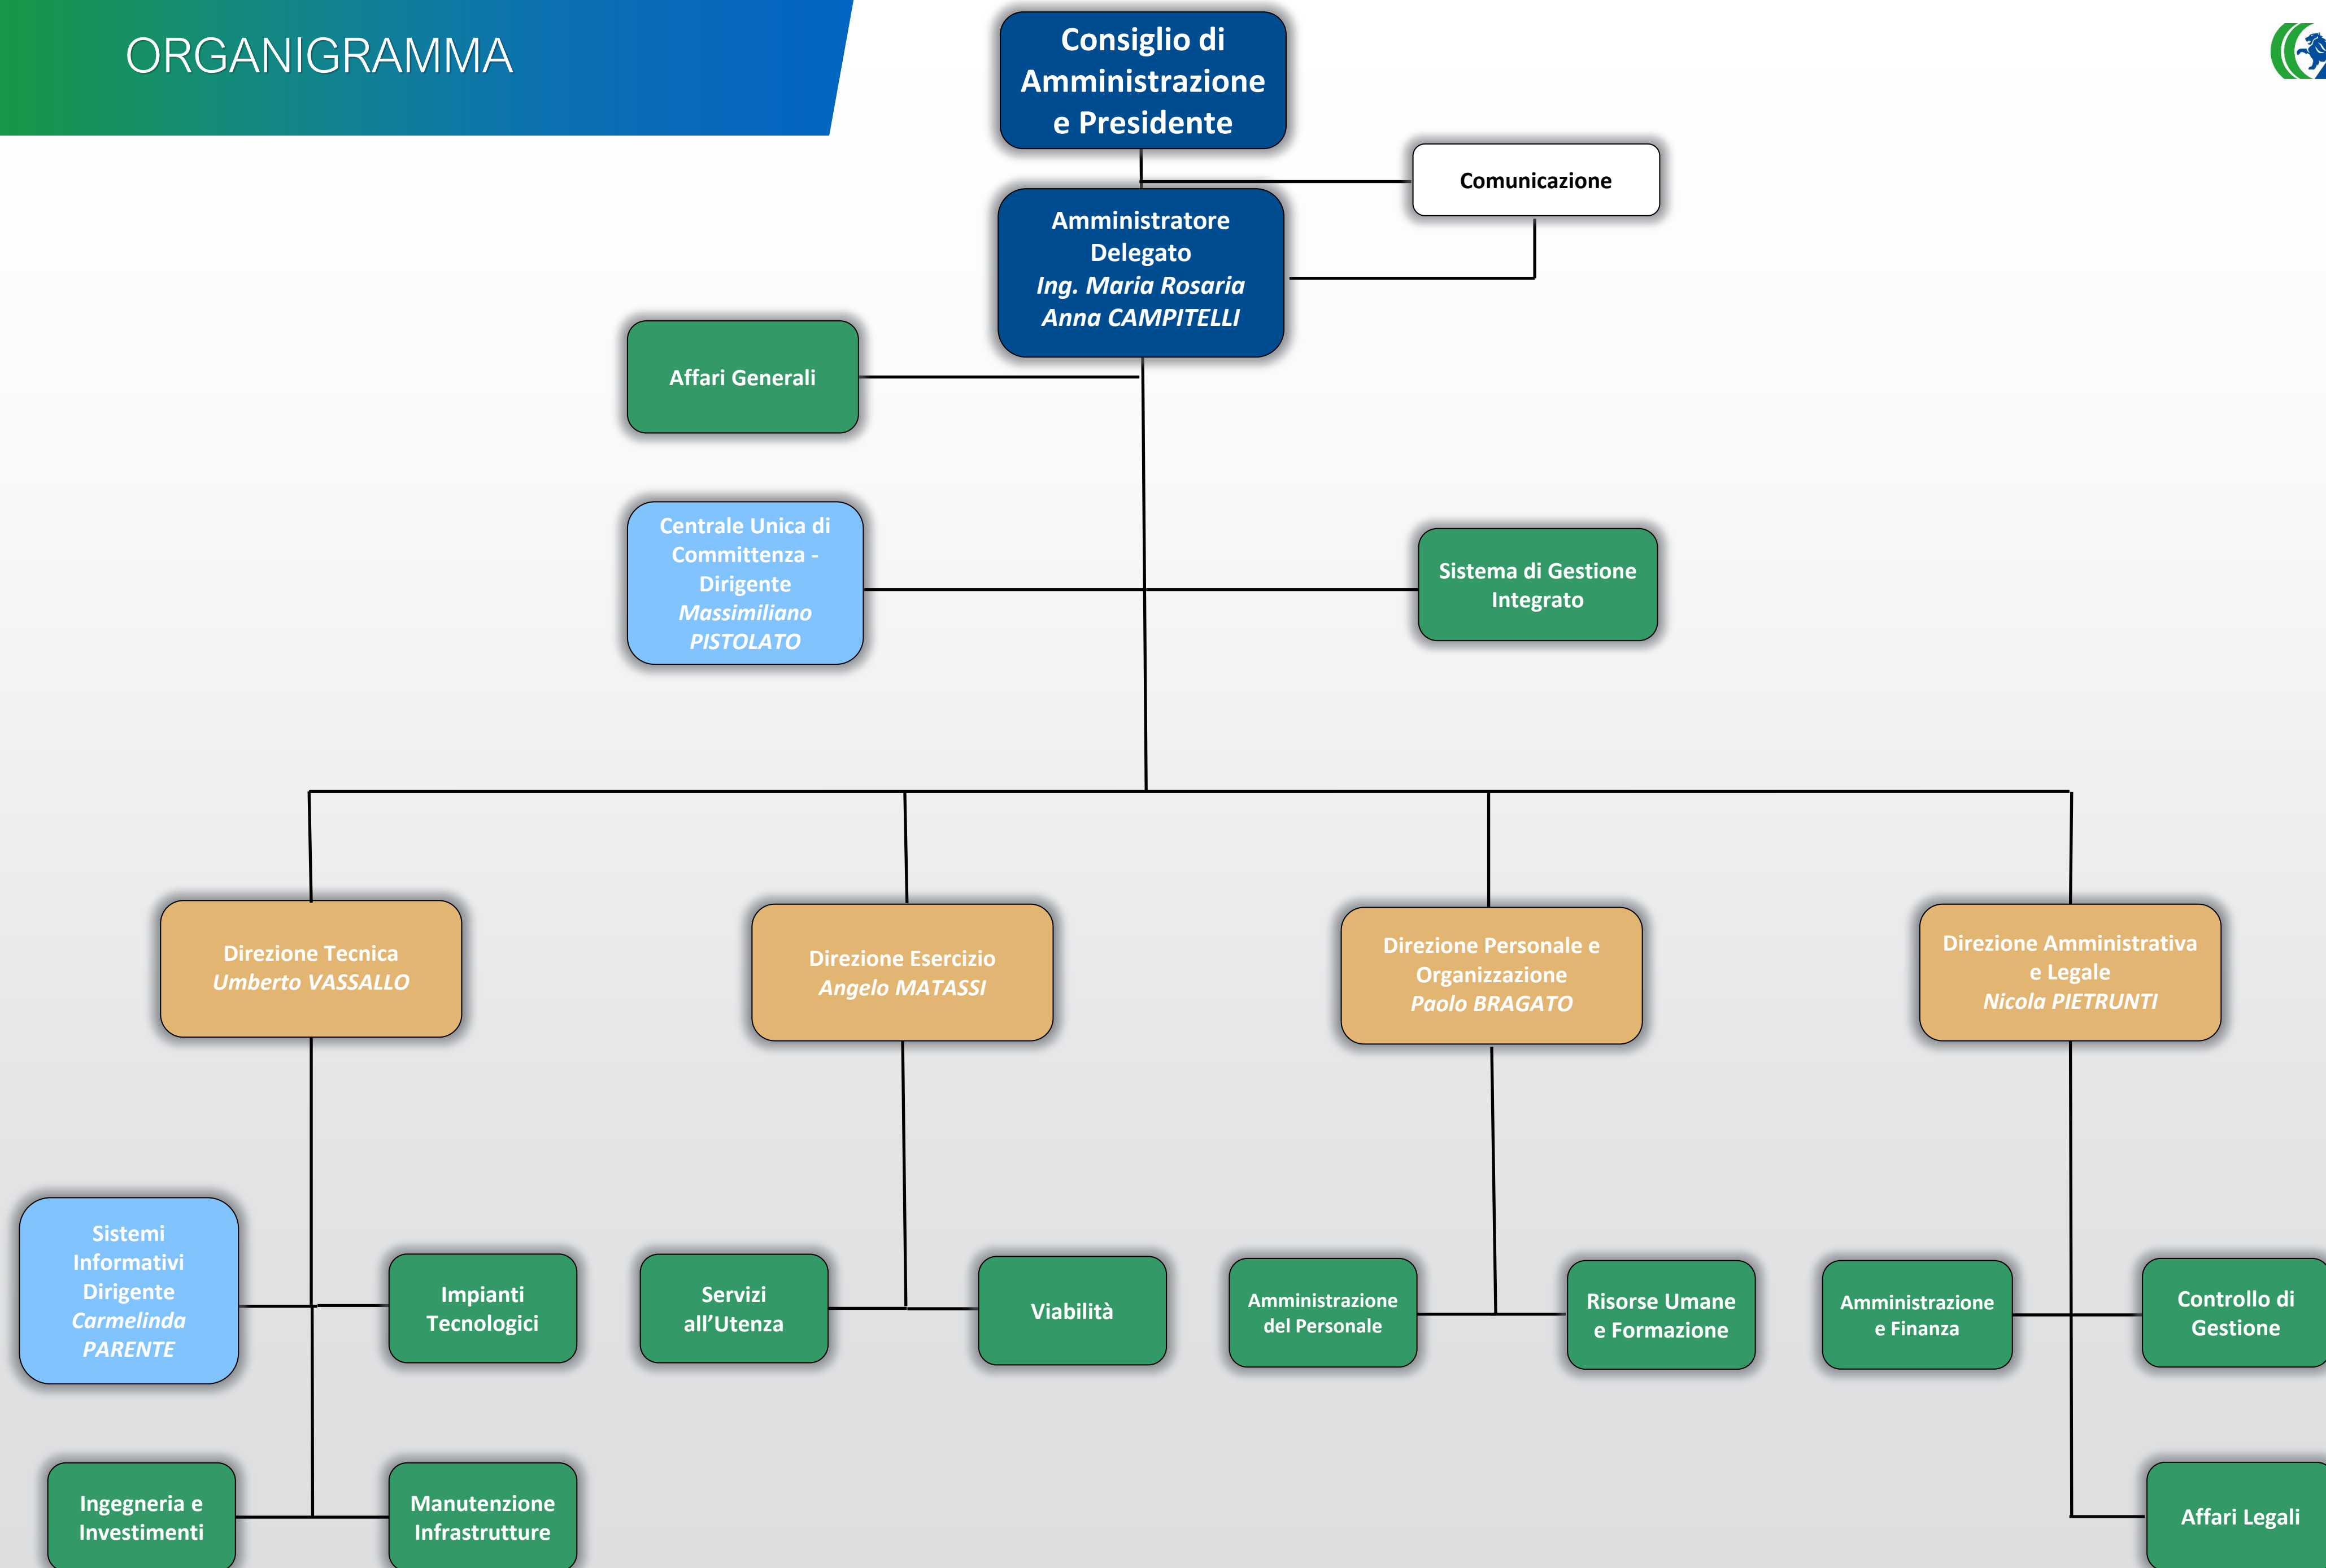 ORGANIGRAMMA
Consiglio di
Amministrazione
e Presidente
Comunicazione
Amministratore
Delegato
Ing. Maria Rosaria
Anna CAMPITELLI
Affari Generali
Centrale Unica di
Committenza -
Dirigente
Massimiliano
PISTOLATO
Sistema di Gestione
Integrato
Direzione Tecnica
Umberto VASSALLO
Direzione Esercizio
Angelo MATASSI
Direzione Personale e
Organizzazione
Paolo BRAGATO
Direzione Amministrativa
e Legale
Nicola PIETRUNTI
Sistemi
Informativi
Dirigente
Carmelinda
PARENTE
Impianti
Tecnologici
Servizi
all’Utenza
Viabilità
Amministrazione
del Personale
Risorse Umane
e Formazione
Amministrazione
e Finanza
Controllo di
Gestione
Ingegneria e
Investimenti
Manutenzione
Infrastrutture
Affari Legali